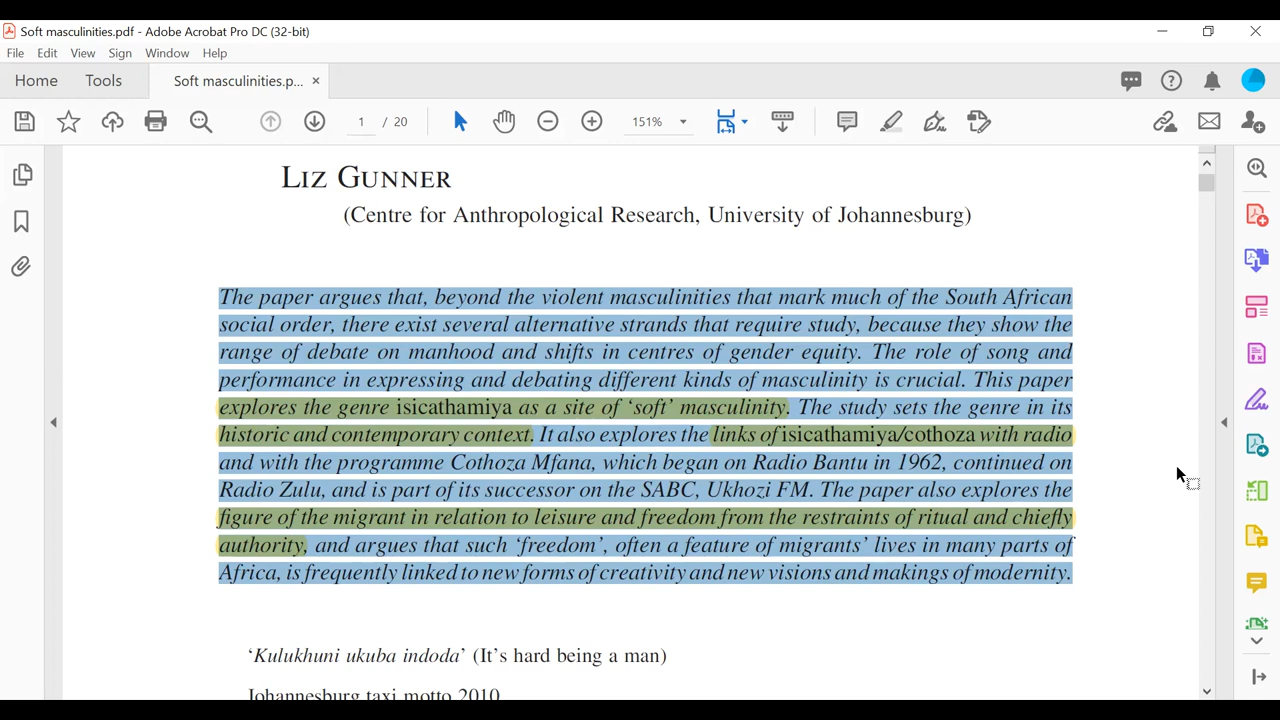 Soft masculinities.pdf - Adobe Acrobat Pro DC (32-bit)
File Edit View Sign Window Help
Home Tools Soft masculinities.p... ×
1 / 20 151%
LIZ GUNNER
(Centre for Anthropological Research, University of Johannesburg)
The paper argues that, beyond the violent masculinities that mark much of the South African
social order, there exist several alternative strands that require study, because they show the
range of debate on manhood and shifts in centres of gender equity. The role of song and
performance in expressing and debating different kinds of masculinity is crucial. This paper
explores the genre isicathamiya as a site of ‘soft’ masculinity. The study sets the genre in its
historic and contemporary context. It also explores the links of isicathamiya/cothoza with radio
and with the programme Cothoza Mfana, which began on Radio Bantu in 1962, continued on
Radio Zulu, and is part of its successor on the SABC, Ukhozi FM. The paper also explores the
figure of the migrant in relation to leisure and freedom from the restraints of ritual and chiefly
authority, and argues that such ‘freedom’, often a feature of migrants’ lives in many parts of
Africa, is frequently linked to new forms of creativity and new visions and makings of modernity.
‘Kulukhuni ukuba indoda’ (It’s hard being a man)
Johannesburg taxi motto 2010